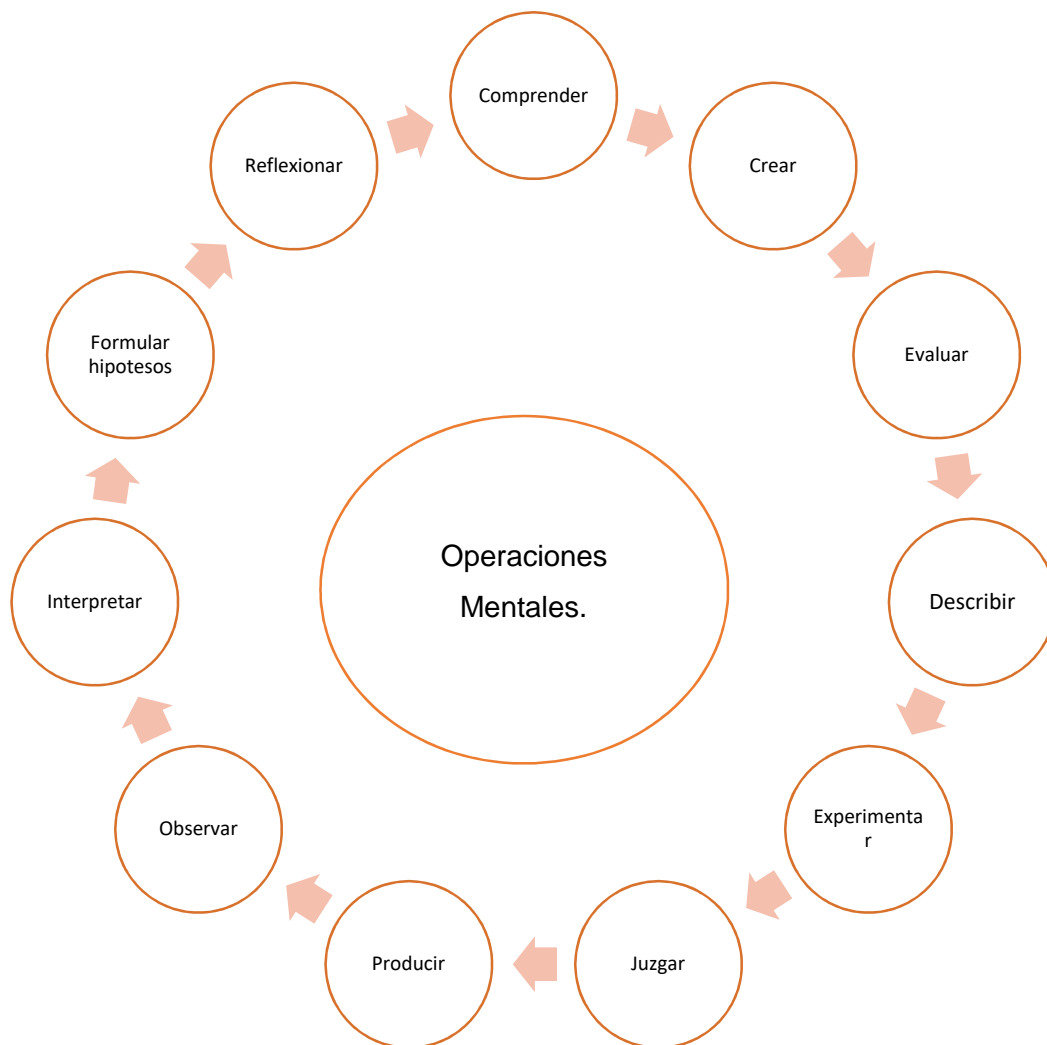 Comprender
Crear
Evaluar
Describir
Experimenta
r
Juzgar
Producir
Observar
Interpretar
Formular
hipotesos
Reflexionar
Operaciones
Mentales.